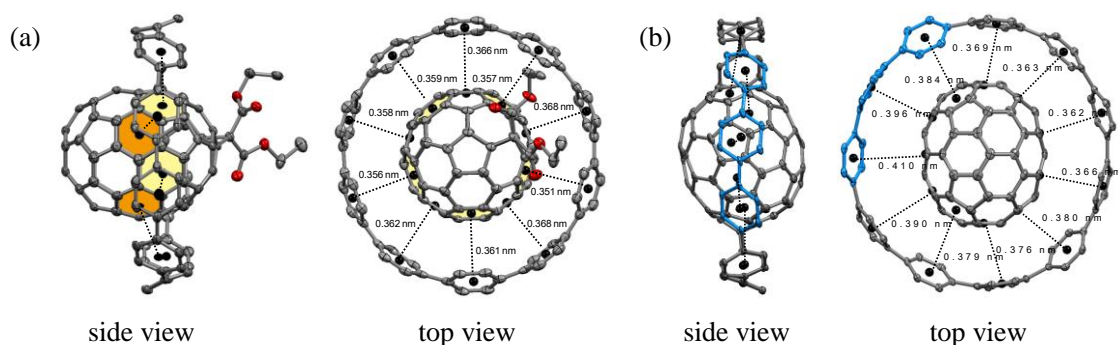 (a)
0.366 nm
0.359 nm
0.357 nm
0.358 nm
0.368 nm
0.356 nm
0.351 nm
0.362 nm
0.368 nm
0.361 nm
side view
top view
(b)
0.369 nm
0.384 nm
0.363 nm
0.396 nm
0.362
0.410 nm
0.366 nm
0.390 nm
0.380 nm
0.379 nm
0.376 nm
side view
top view